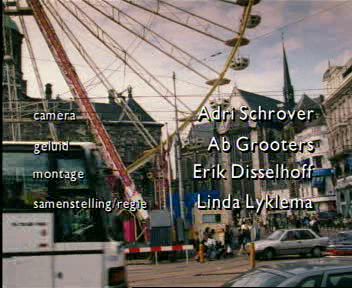 camera Adri Schrover
geluid Ab Grooters
montage Erik Disselhoff
samenstelling/regie Linda Lyklema